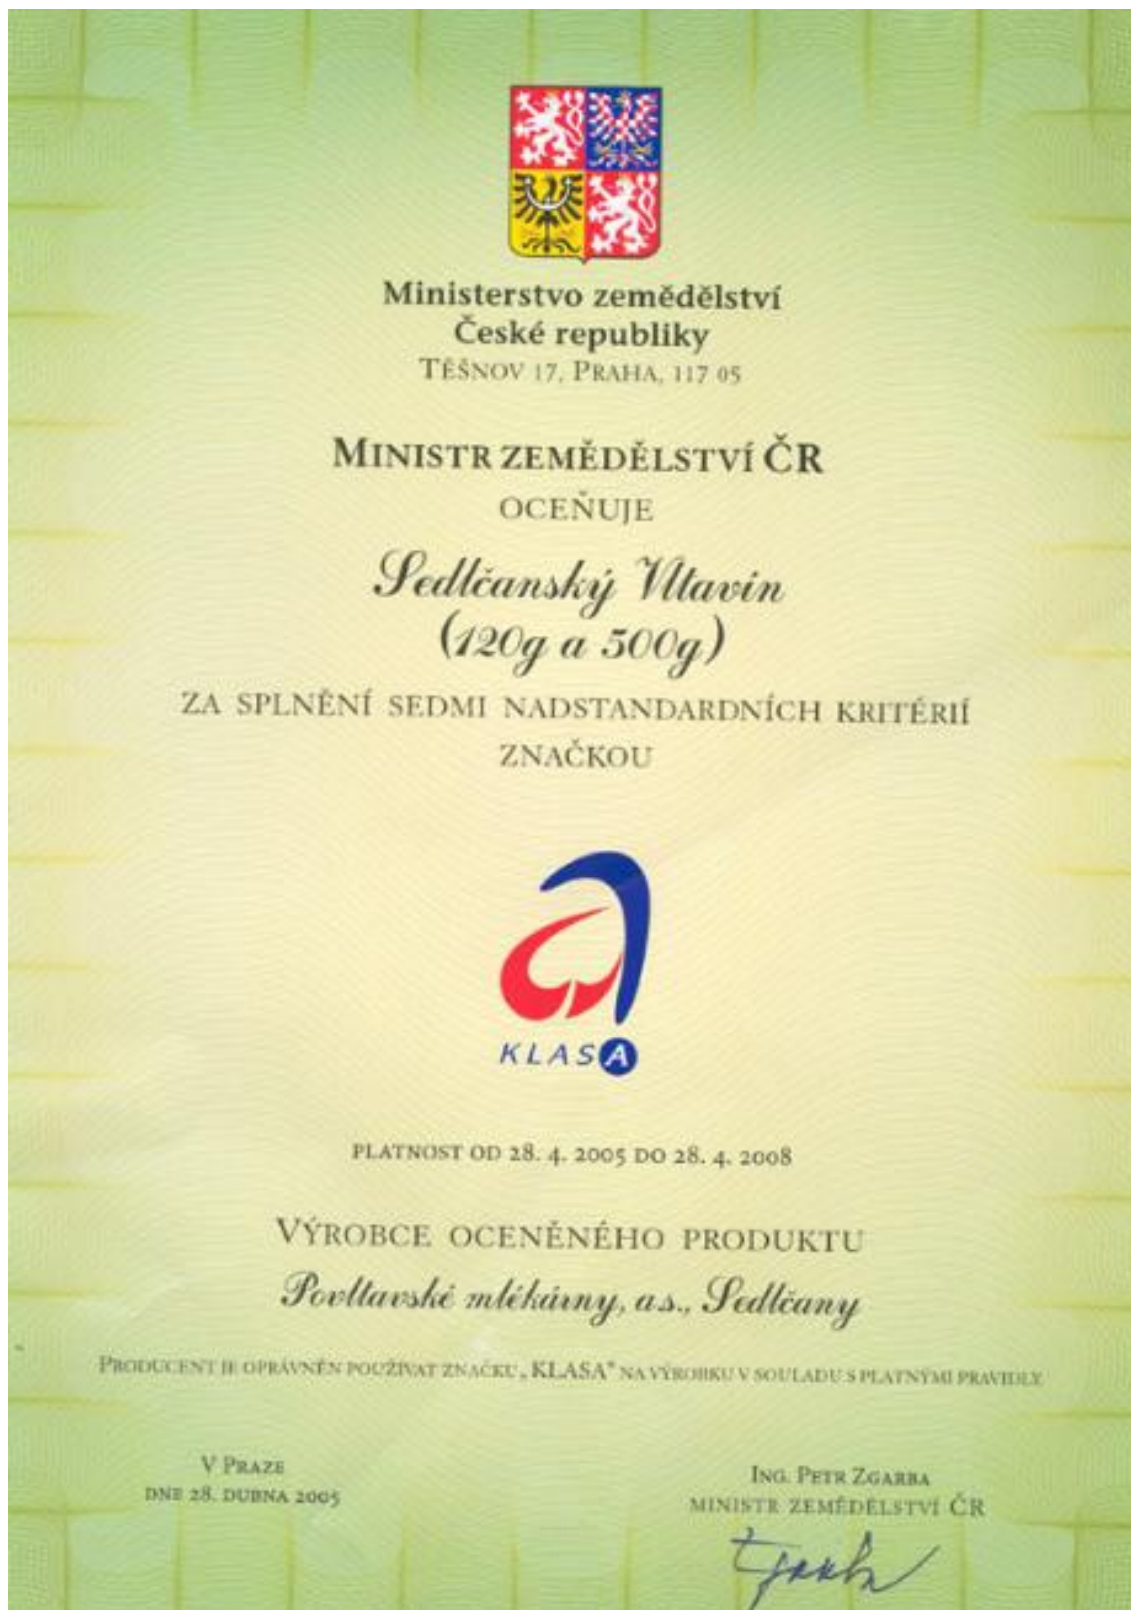 Ministerstvo zemědělství
České republiky
TĚŠNOV 17, PRAHA, 117 05
MINISTR ZEMĚDĚLSTVÍ ČR
OCEŇUJE
Sedlčanský Vltavín
(120g a 500g)
ZA SPLNĚNÍ SEDMI NADSTANDARDNÍCH KRITÉRIÍ
ZNAČKOU
KLASA
PLATNOST OD 28. 4. 2005 DO 28. 4. 2008
VÝROBCE OCENĚNÉHO PRODUKTU
Povltavské mlékárny, a.s., Sedlčany
PRODUCENT JE OPRÁVNĚN POUŽÍVAT ZNAČKU „KLASA" NA VÝROBKU V SOULADU S PLATNÝMI PRAVIDLY.
V PRAZE
DNE 28. DUBNA 2005
ING. PETR ZGARBA
MINISTR ZEMĚDĚLSTVÍ ČR